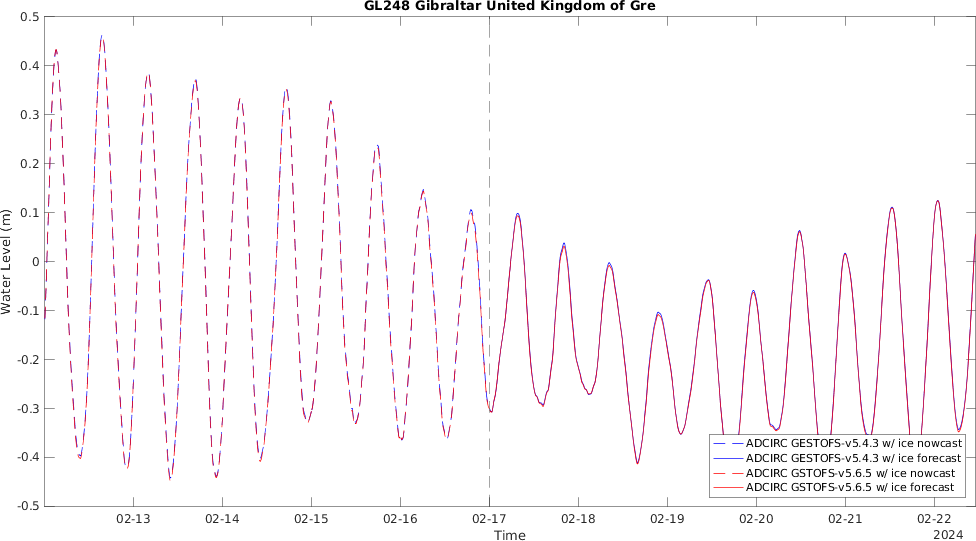 GL248 Gibraltar United Kingdom of Gre
0.5
0.4
0.3
0.2
0.1
0
-0.1
-0.2
-0.3
-0.4
-0.5
Water Level (m)
ADCIRC GESTOFS-v5.4.3 w/ ice nowcast
ADCIRC GESTOFS-v5.4.3 w/ ice forecast
ADCIRC GSTOFS-v5.6.5 w/ ice nowcast
ADCIRC GSTOFS-v5.6.5 w/ ice forecast
02-13 02-14 02-15 02-16 02-17 02-18 02-19 02-20 02-21 02-22
Time
2024